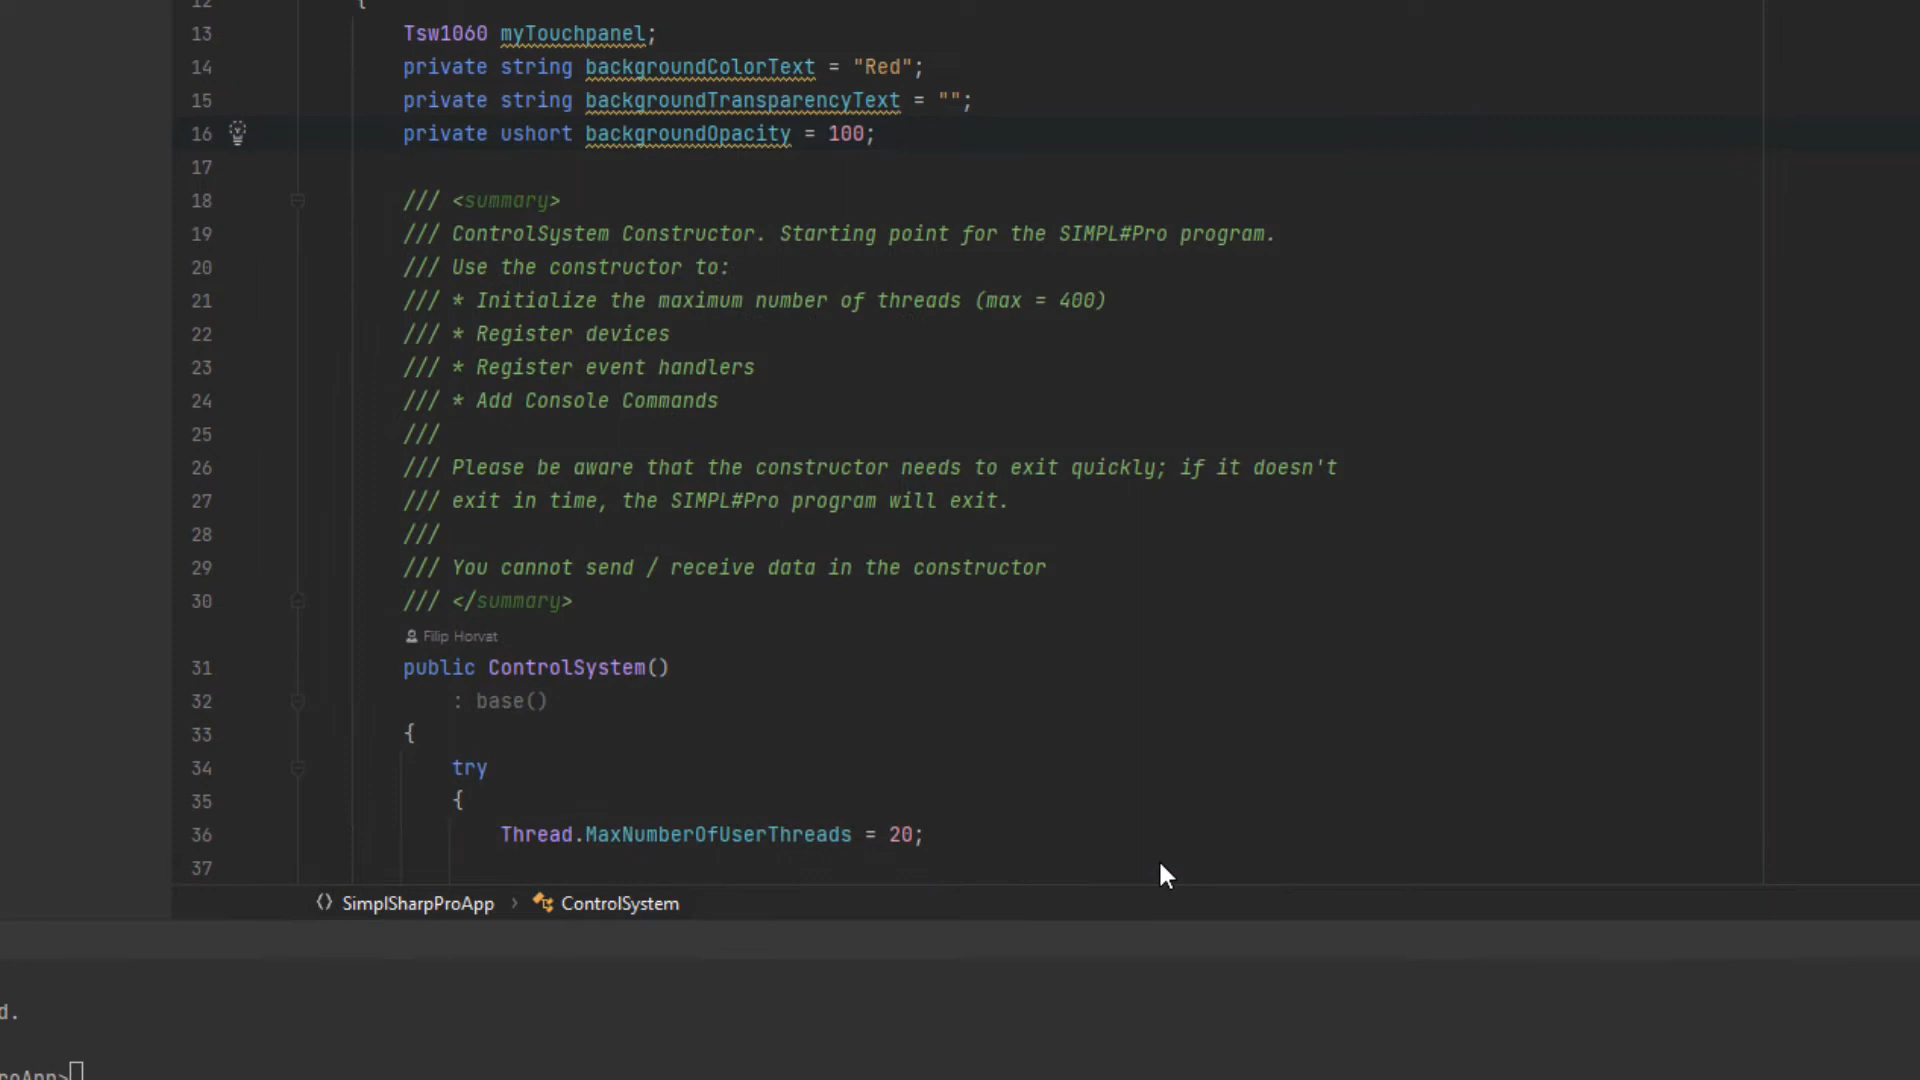 12 {
13 Tsw1060 myTouchpanel;
14 private string backgroundColorText = "Red";
15 private string backgroundTransparencyText = "";
16 private ushort backgroundOpacity = 100;
17
18 /// <summary>
19 /// ControlSystem Constructor. Starting point for the SIMPL#Pro program.
20 /// Use the constructor to:
21 /// * Initialize the maximum number of threads (max = 400)
22 /// * Register devices
23 /// * Register event handlers
24 /// * Add Console Commands
25 ///
26 /// Please be aware that the constructor needs to exit quickly; if it doesn't
27 /// exit in time, the SIMPL#Pro program will exit.
28 ///
29 /// You cannot send / receive data in the constructor
30 /// </summary>
Filip Horvat
31 public ControlSystem()
32 : base()
33 {
34 try
35 {
36 Thread.MaxNumberOfUserThreads = 20;
37
SimplSharpProApp > ControlSystem
d.
roApp>